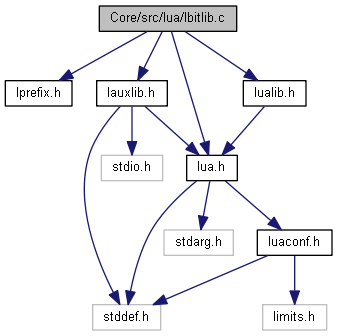 Core/src/lua/lbitlib.c
lprefix.h
lauxlib.h
lualib.h
stdio.h
lua.h
stdarg.h
luaconf.h
stddef.h
limits.h